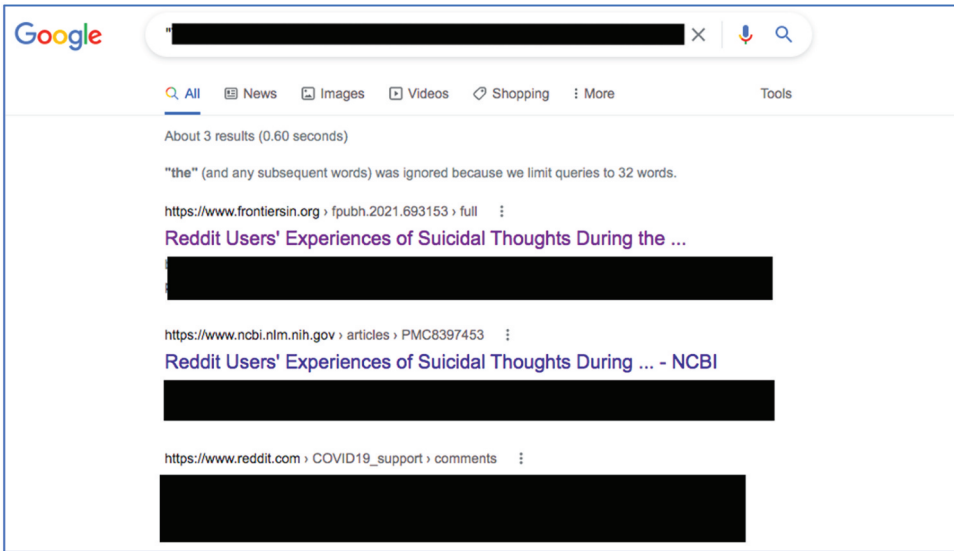 Google
"
All News Images Videos Shopping More Tools
About 3 results (0.60 seconds)
"the" (and any subsequent words) was ignored because we limit queries to 32 words.
https://www.frontiersin.org › fpubh.2021.693153 › full
Reddit Users' Experiences of Suicidal Thoughts During the ...
https://www.ncbi.nlm.nih.gov › articles › PMC8397453
Reddit Users' Experiences of Suicidal Thoughts During ... - NCBI
https://www.reddit.com › COVID19_support › comments